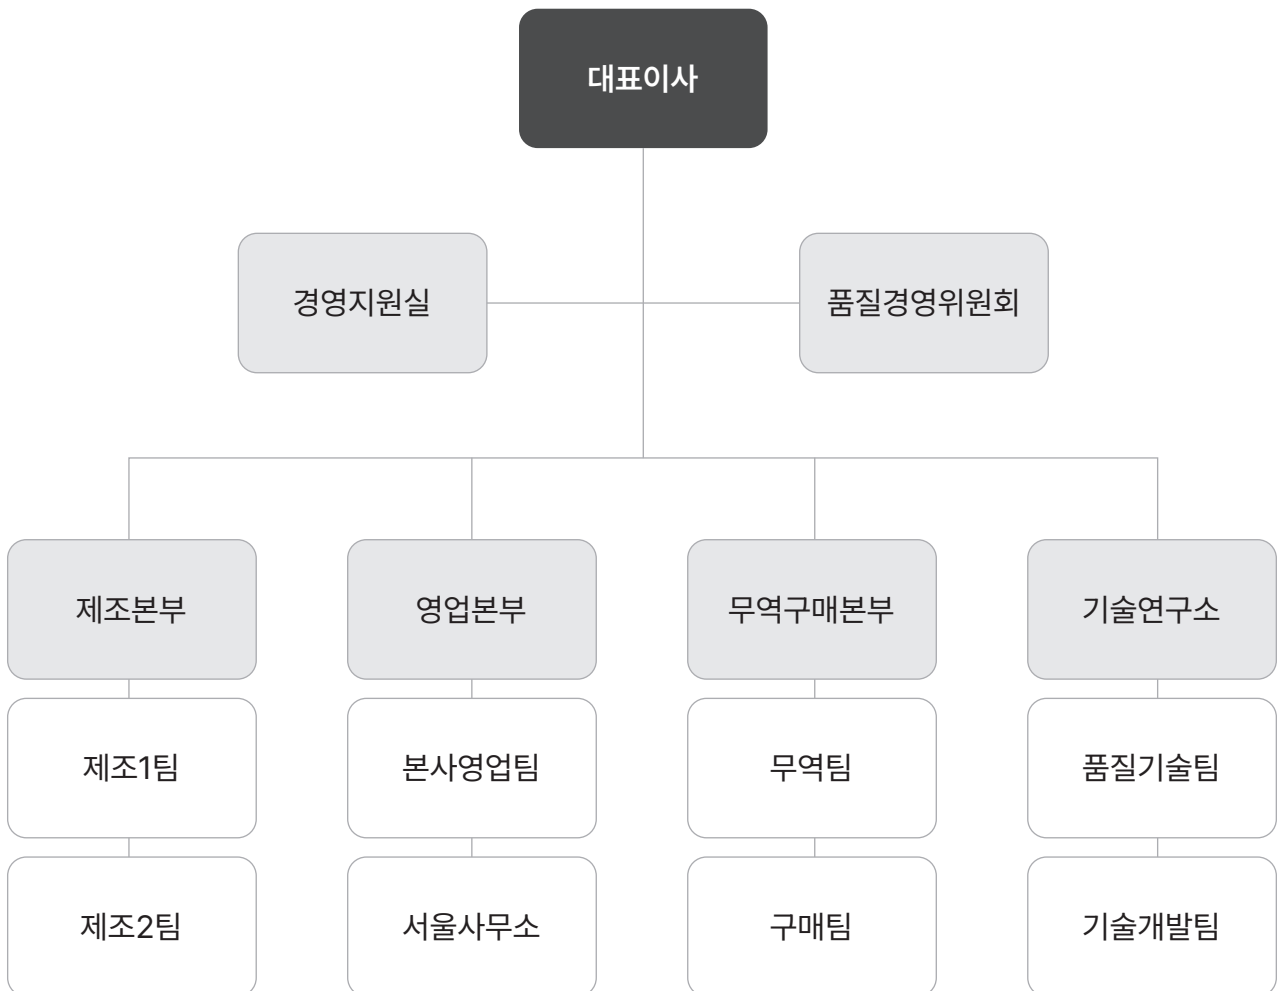 대표이사
경영지원실
품질경영위원회
제조본부
영업본부
무역구매본부
기술연구소
제조1팀
본사영업팀
무역팀
품질기술팀
제조2팀
서울사무소
구매팀
기술개발팀